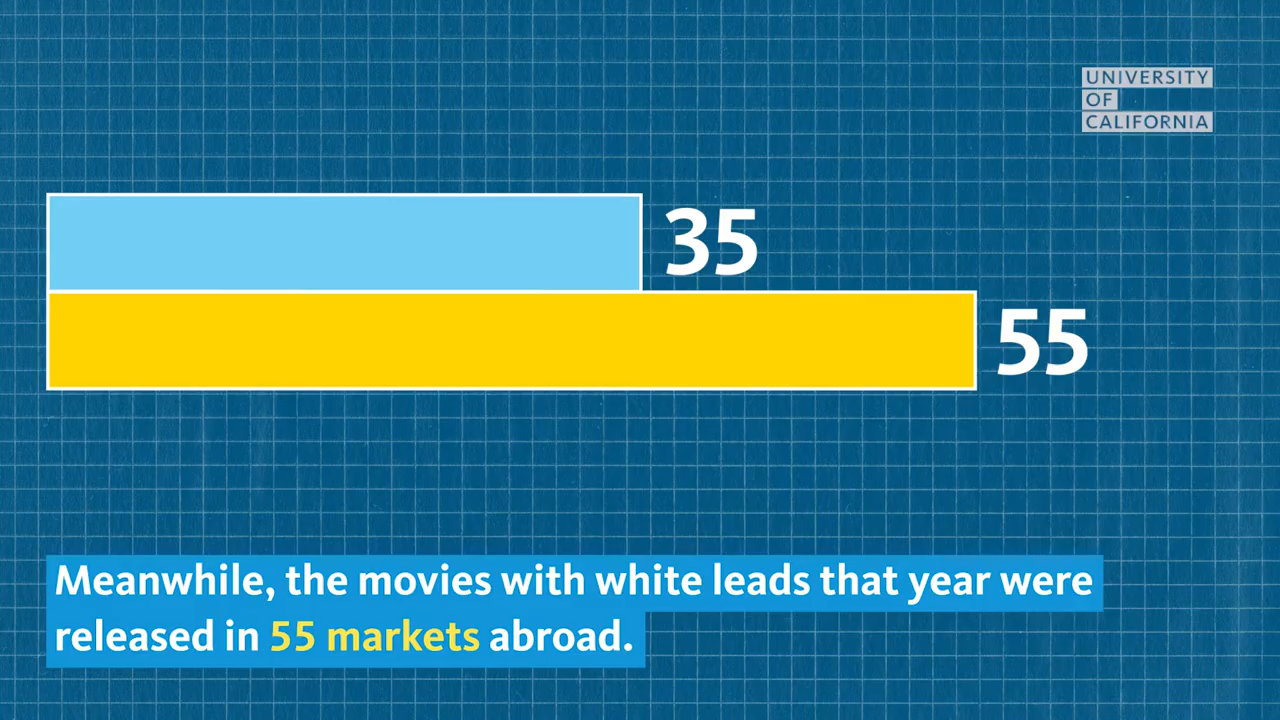 UNIVERSITY
OF
CALIFORNIA
35
55
Meanwhile, the movies with white leads that year were
released in 55 markets abroad.